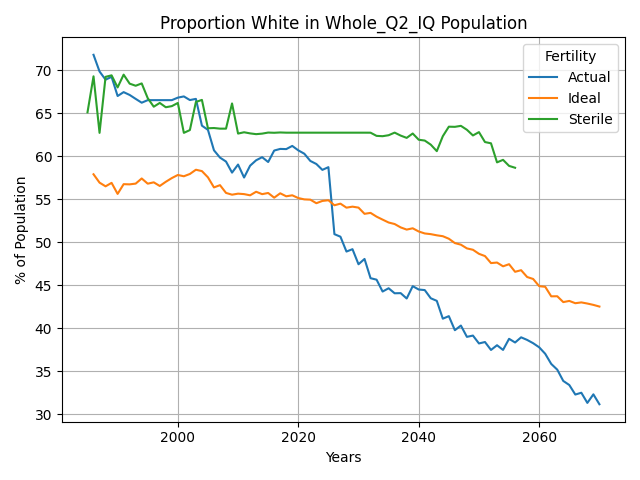 Proportion White in Whole_Q2_IQ Population
Fertility
Actual
Ideal
Sterile
% of Population
70
65
60
55
50
45
40
35
30
2000
2020
2040
2060
Years